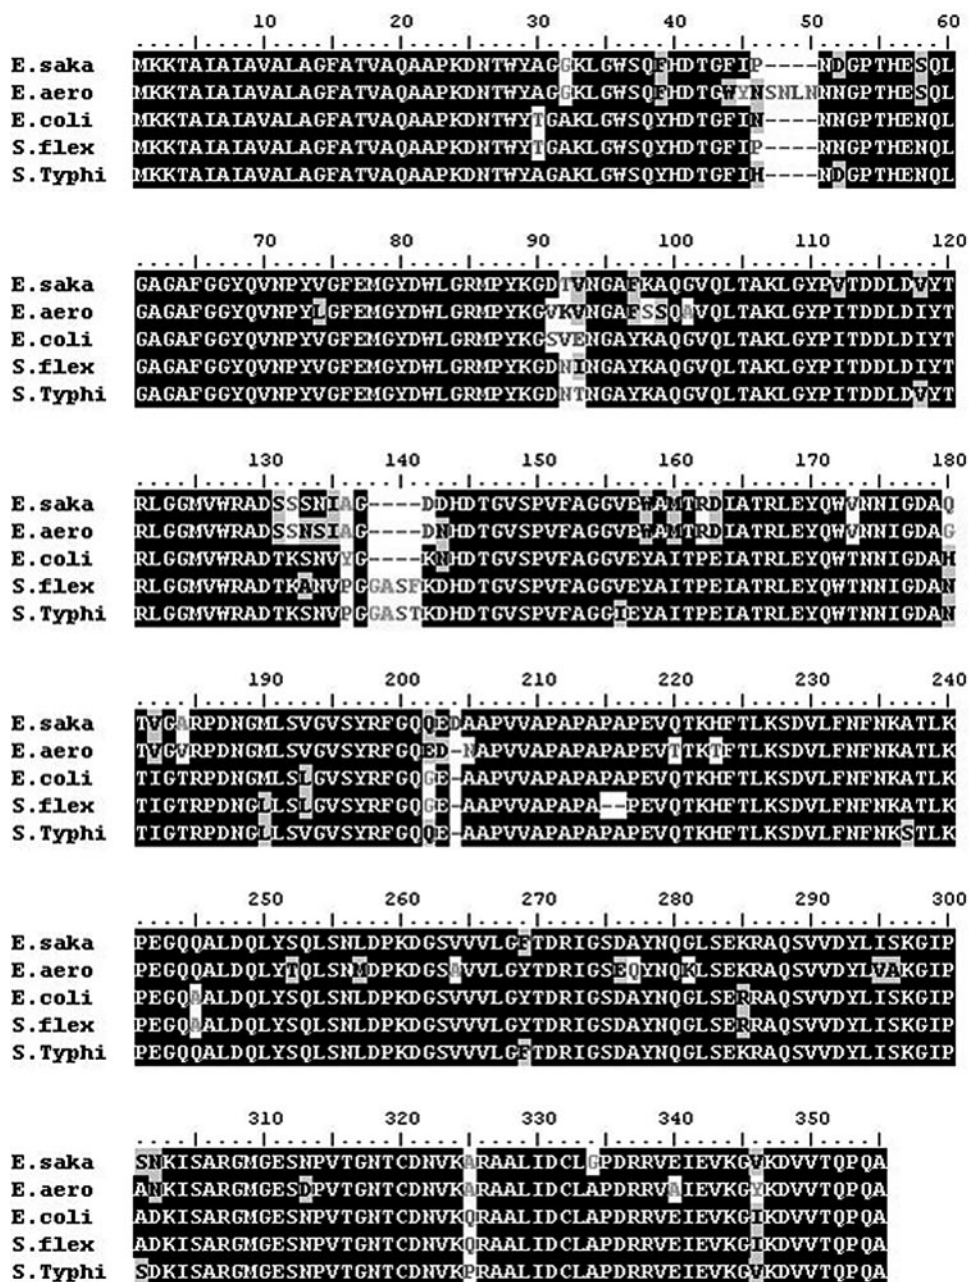 10 20 30 40 50 60
E.saka MKKTAIAIAVALAGFATVAQAAPKDNTWYAGGKLGWSQFHDTGFIP----NDGPTHESQL
E.aero MKKTAIAIAVALAGFATVAQAAPKDNTWYAGGKLGWSQFHDTGWYNSNLNNNGPTHESQL
E.coli MKKTAIAIAVALAGFATVAQAAPKDNTWYTGAKLGWSQYHDTGFIN----NNGPTHENQL
S.flex MKKTAIAIAVALAGFATVAQAAPKDNTWYTGAKLGWSQYHDTGFIP----NNGPTHENQL
S.Typhi MKKTAIAIAVALAGFATVAQAAPKDNTWYAGAKLGWSQYHDTGFIH----NDGPTHENQL
70 80 90 100 110 120
E.saka GAGAFGGYQVNPYVGFEMGYDWLGRMPYKGDTVNGAFKAQGVQLTAKLGYPVTDDLDVYT
E.aero GAGAFGGYQVNPYLGFEMGYDWLGRMPYKGVKVNGAFSSQAVQLTAKLGYPITDDLDIYT
E.coli GAGAFGGYQVNPYVGFEMGYDWLGRMPYKGSVENGAYKAQGVQLTAKLGYPITDDLDIYT
S.flex GAGAFGGYQVNPYVGFEMGYDWLGRMPYKGDNINGAYKAQGVQLTAKLGYPITDDLDIYT
S.Typhi GAGAFGGYQVNPYVGFEMGYDWLGRMPYKGDNTNGAYKAQGVQLTAKLGYPITDDLDVYT
130 140 150 160 170 180
E.saka RLGGMVWRADSSSNIAG----DDHDTGVSPVFAGGVEWAMTRDIATRLEYQWVNNIGDAQ
E.aero RLGGMVWRADSSNSIAG----DNHDTGVSPVFAGGVEWAMTRDIATRLEYQWVNNIGDAG
E.coli RLGGMVWRADTKSNVYG----KNHDTGVSPVFAGGVEYAITPEIATRLEYQWTNNIGDAH
S.flex RLGGMVWRADTKANVPGGASFKDHDTGVSPVFAGGVEYAITPEIATRLEYQWTNNIGDAN
S.Typhi RLGGMVWRADTKSNVPGGASTKDHDTGVSPVFAGGIEYAITPEIATRLEYQWTNNIGDAN
190 200 210 220 230 240
E.saka TVGARPDNGMLSVGVSYRFGQQEDAAPVVAPAPAPAPEVQTKHFTLKSDVLFNFNKATLK
E.aero TVGVRPDNGMLSVGVSYRFGQED-NAPVVAPAPAPAPEVTTKTFTLKSDVLFNFNKATLK
E.coli TIGTRPDNGMLSLGVSYRFGQGE-AAPVVAPAPAPAPEVQTKHFTLKSDVLFNFNKATLK
S.flex TIGTRPDNGLLSLGVSYRFGQGE-AAPVVAPAPA--PEVQTKHFTLKSDVLFNFNKATLK
S.Typhi TIGTRPDNGLLSVGVSYRFGQQE-AAPVVAPAPAPAPEVQTKHFTLKSDVLFNFNKSTLK
250 260 270 280 290 300
E.saka PEGQQALDQLYSQLSNLDPKDGSVVVLGFTDRIGSDAYNQGLSEKRAQSVVDYLISKGIP
E.aero PEGQQALDQLYTQLSNMDPKDGSAVVLGYTDRIGSEQYNQKLSEKRAQSVVDYLVAKGIP
E.coli PEGQAALDQLYSQLSNLDPKDGSVVVLGYTDRIGSDAYNQGLSERRAQSVVDYLISKGIP
S.flex PEGQAALDQLYSQLSNLDPKDGSVVVLGYTDRIGSDAYNQGLSERRAQSVVDYLISKGIP
S.Typhi PEGQQALDQLYSQLSNLDPKDGSVVVLGFTDRIGSDAYNQGLSEKRAQSVVDYLISKGIP
310 320 330 340 350
E.saka SNKISARGMGESNPVTGNTCDNVKARAALIDCLGPDRRVEIEVKGVKDVVTQPQA
E.aero ANKISARGMGESDPVTGNTCDNVKARAALIDCLAPDRRVAIEVKGYKDVVTQPQA
E.coli ADKISARGMGESNPVTGNTCDNVKQRAALIDCLAPDRRVEIEVKGIKDVVTQPQA
S.flex ADKISARGMGESNPVTGNTCDNVKQRAALIDCLAPDRRVEIEVKGIKDVVTQPQA
S.Typhi SDKISARGMGESNPVTGNTCDNVKPRAALIDCLAPDRRVEIEVKGVKDVVTQPQA